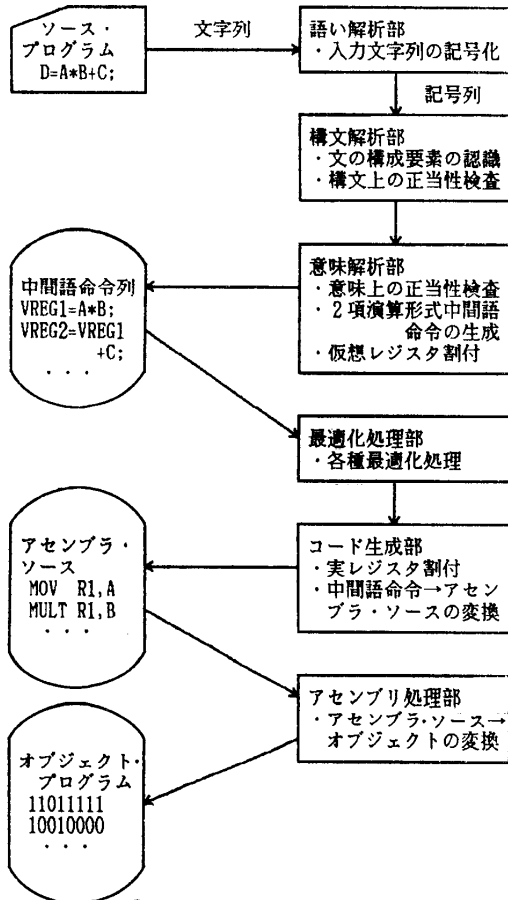 ソース・
プログラム
D=A*B+C;
文字列
語い解析部
・入力文字列の記号化
記号列
構文解析部
・文の構成要素の認識
・構文上の正当性検査
意味解析部
・意味上の正当性検査
・2項演算形式中間語
命令の生成
・仮想レジスタ割付
中間語命令列
VREG1=A*B;
VREG2=VREG1
+C;
・・・
最適化処理部
・各種最適化処理
コード生成部
・実レジスタ割付
・中間語命令→アセン
ブラ・ソースの変換
アセンブラ・
ソース
MOV R1,A
MULT R1,B
・・・
アセンブリ処理部
・アセンブラ・ソース→
オブジェクトの変換
オブジェクト・
プログラム
11011111
10010000
・・・